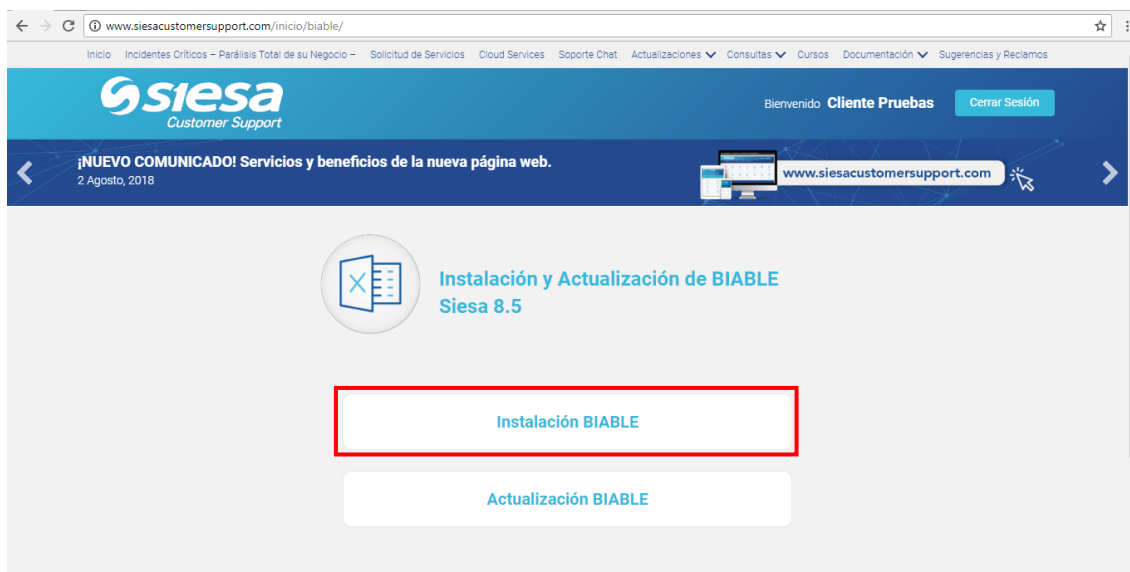 www.siesacustomersupport.com/inicio/biable/
Inicio Incidentes Críticos – Parálisis Total de su Negocio – Solicitud de Servicios Cloud Services Soporte Chat Actualizaciones Consultas Cursos Documentación Sugerencias y Reclamos
siesa
Customer Support
Bienvenido Cliente Pruebas Cerrar Sesión
¡NUEVO COMUNICADO! Servicios y beneficios de la nueva página web.
2 Agosto, 2018
www.siesacustomersupport.com
Instalación y Actualización de BIABLE
Siesa 8.5
Instalación BIABLE
Actualización BIABLE